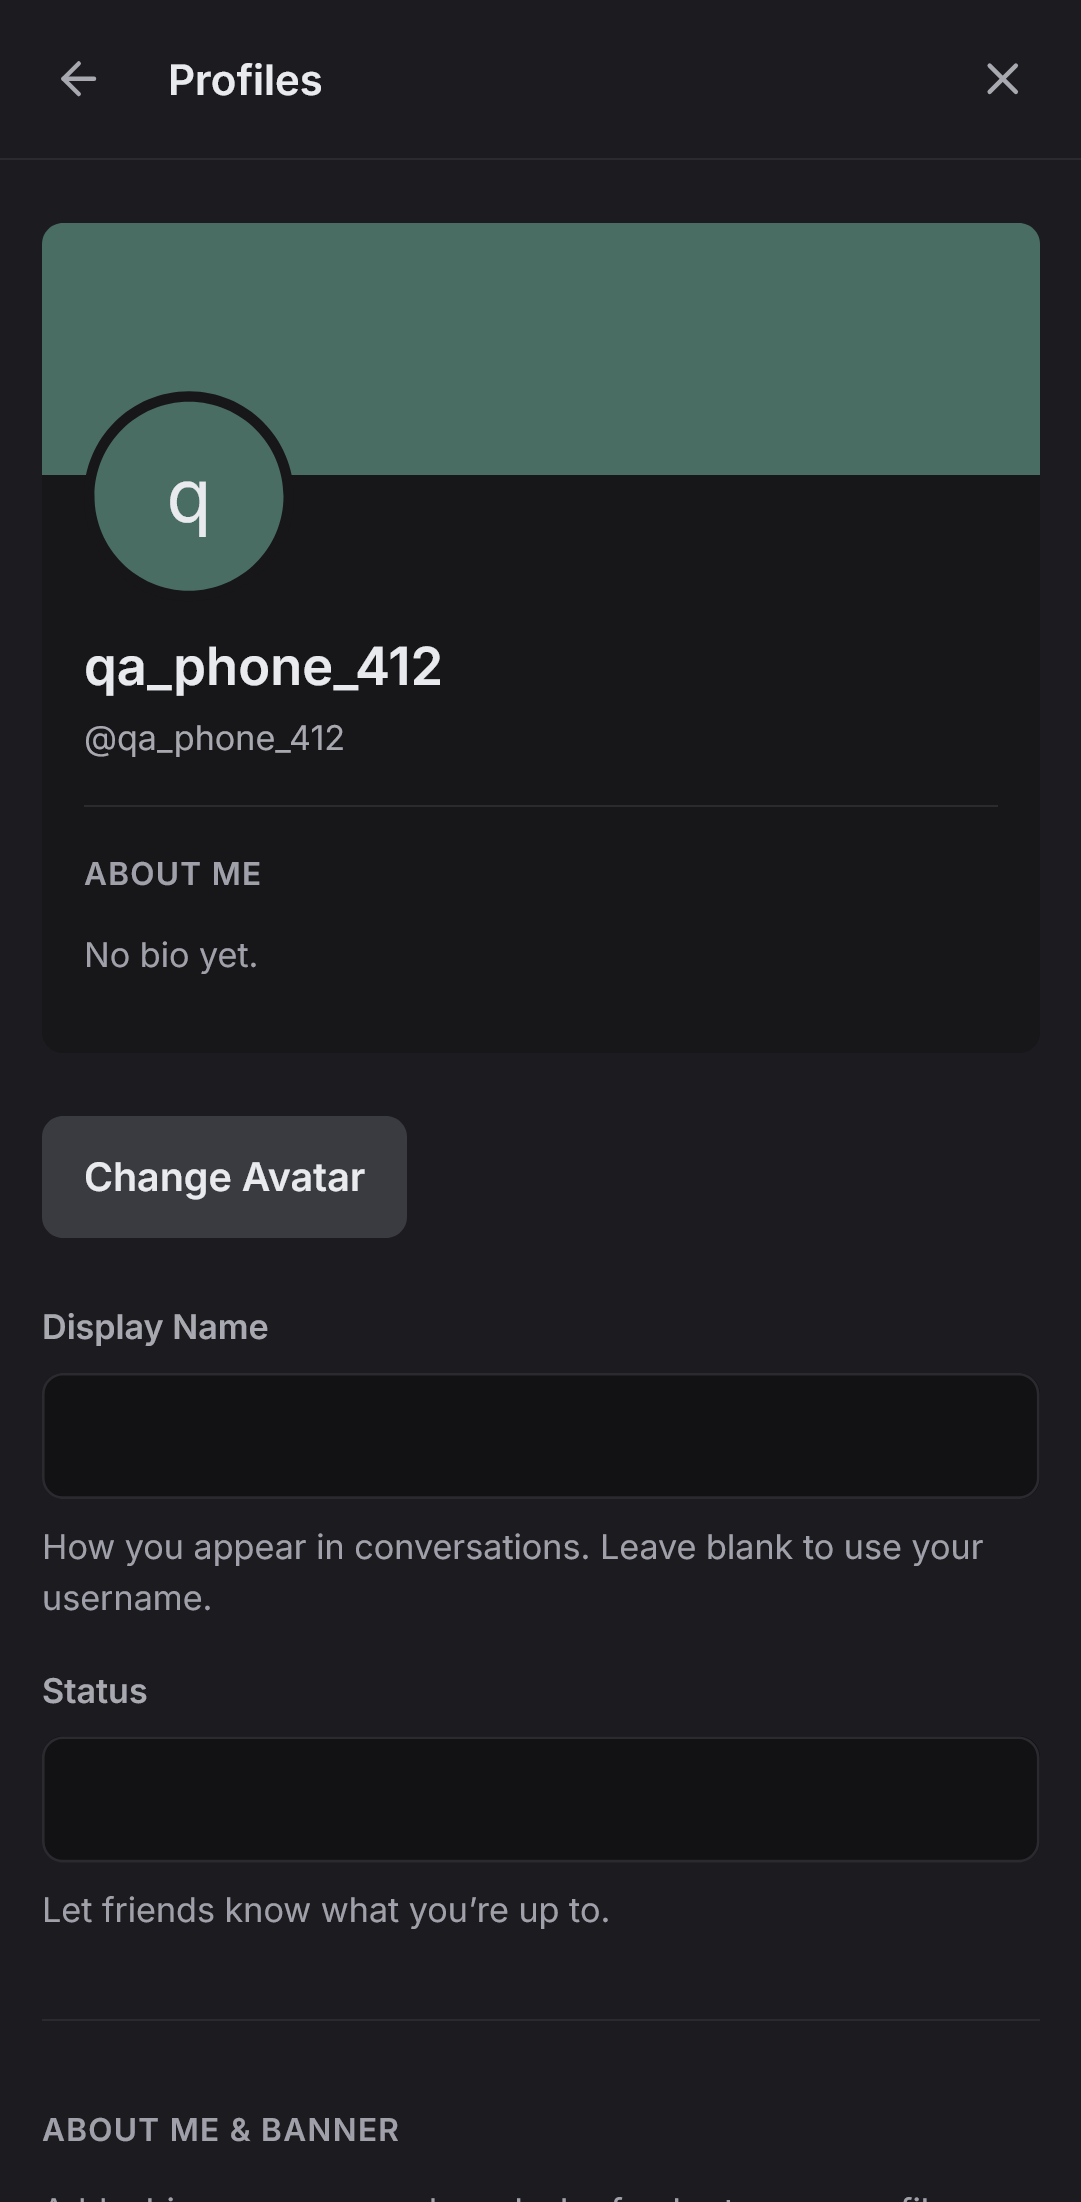 Profiles
q
qa_phone_412
@qa_phone_412
ABOUT ME
No bio yet.
Change Avatar
Display Name
How you appear in conversations. Leave blank to use your
username.
Status
Let friends know what you’re up to.
ABOUT ME & BANNER